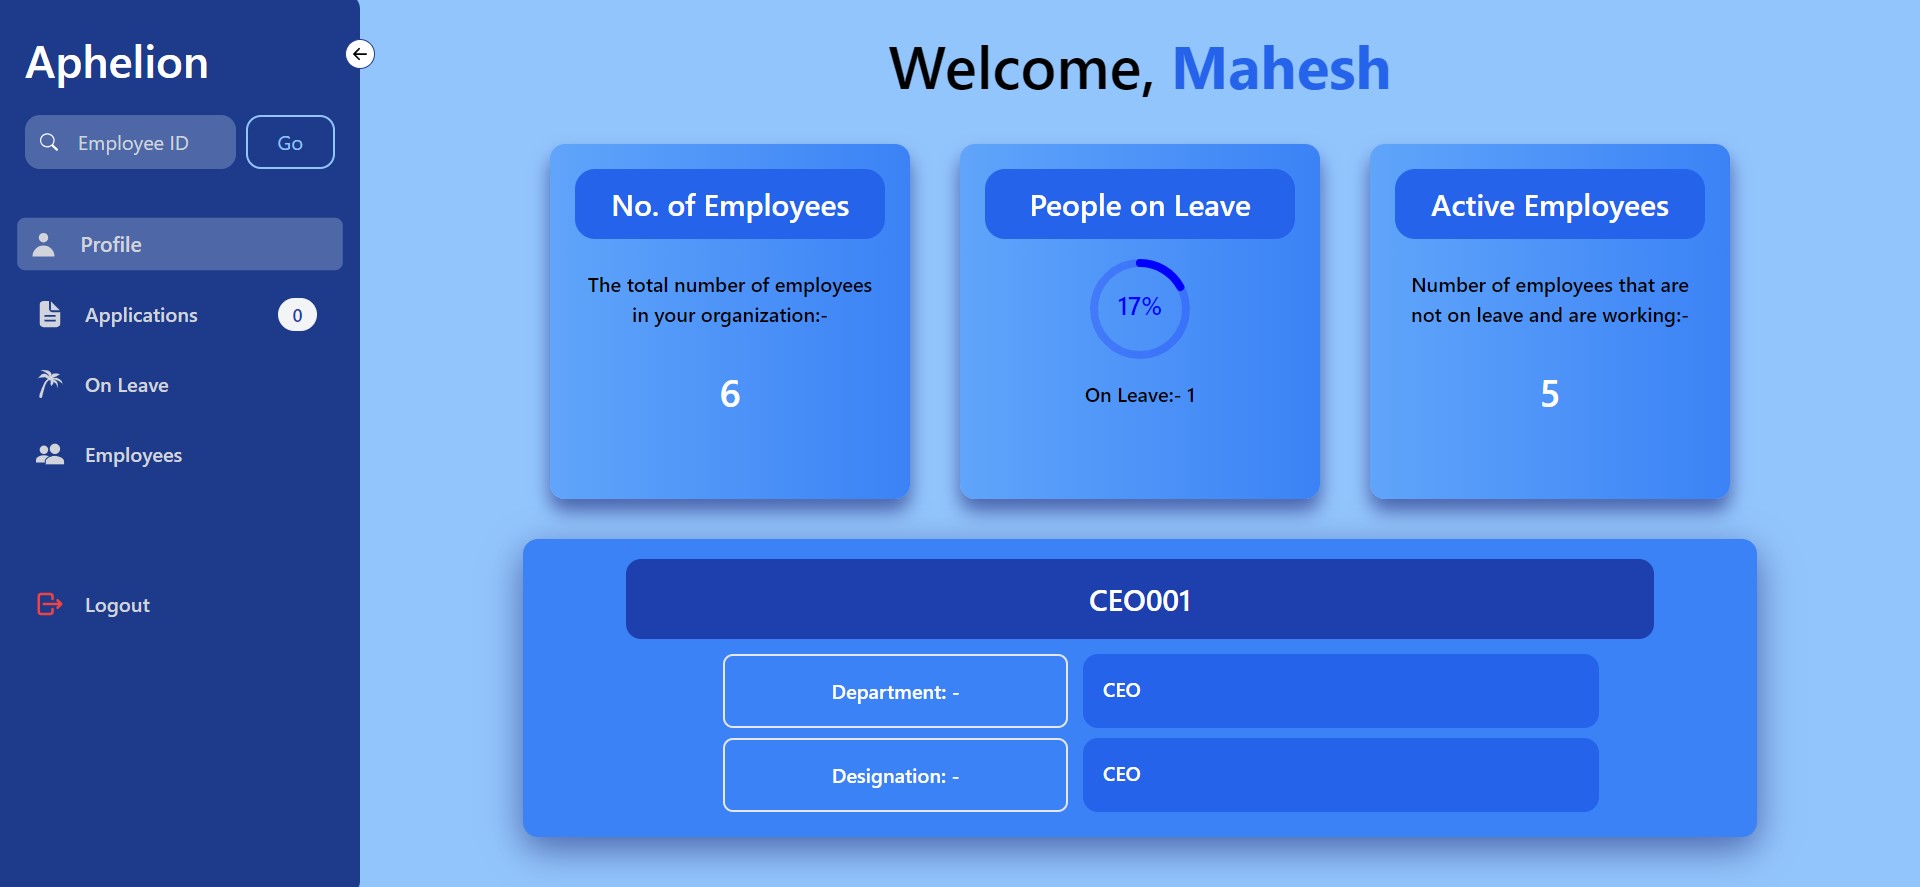 Aphelion
Employee ID
Go
Profile
Applications
0
On Leave
Employees
Logout
Welcome, Mahesh
No. of Employees
The total number of employees
in your organization:-
6
People on Leave
17%
On Leave:- 1
Active Employees
Number of employees that are
not on leave and are working:-
5
CEO001
Department: -
CEO
Designation: -
CEO